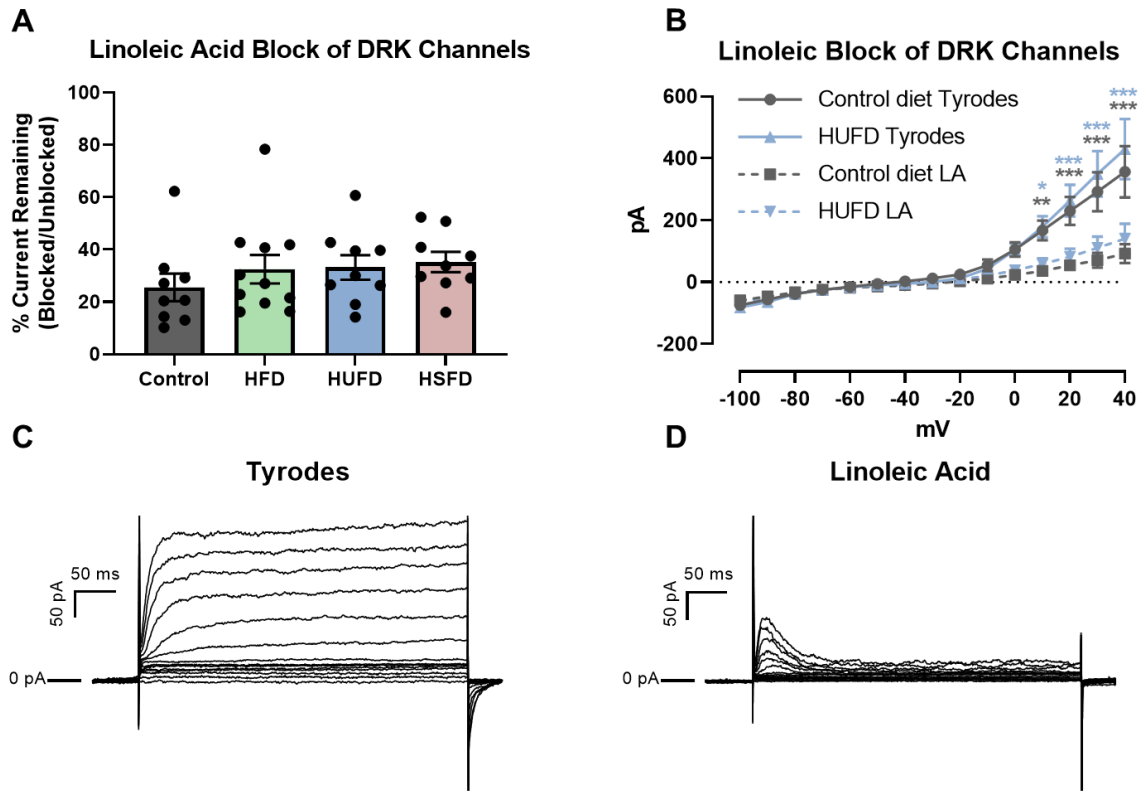 A
Linoleic Acid Block of DRK Channels
% Current Remaining
(Blocked/Unblocked)
100
80
60
40
20
0
Control HFD HUFD HSFD
B
Linoleic Block of DRK Channels
Control diet Tyrodes
HUFD Tyrodes
Control diet LA
HUFD LA
pA
600
400
200
0
-200
* *** *** ***
** *** *** ***
-100 -80 -60 -40 -20 0 20 40
mV
C
Tyrodes
50 ms
50 pA
0 pA
D
Linoleic Acid
50 ms
50 pA
0 pA